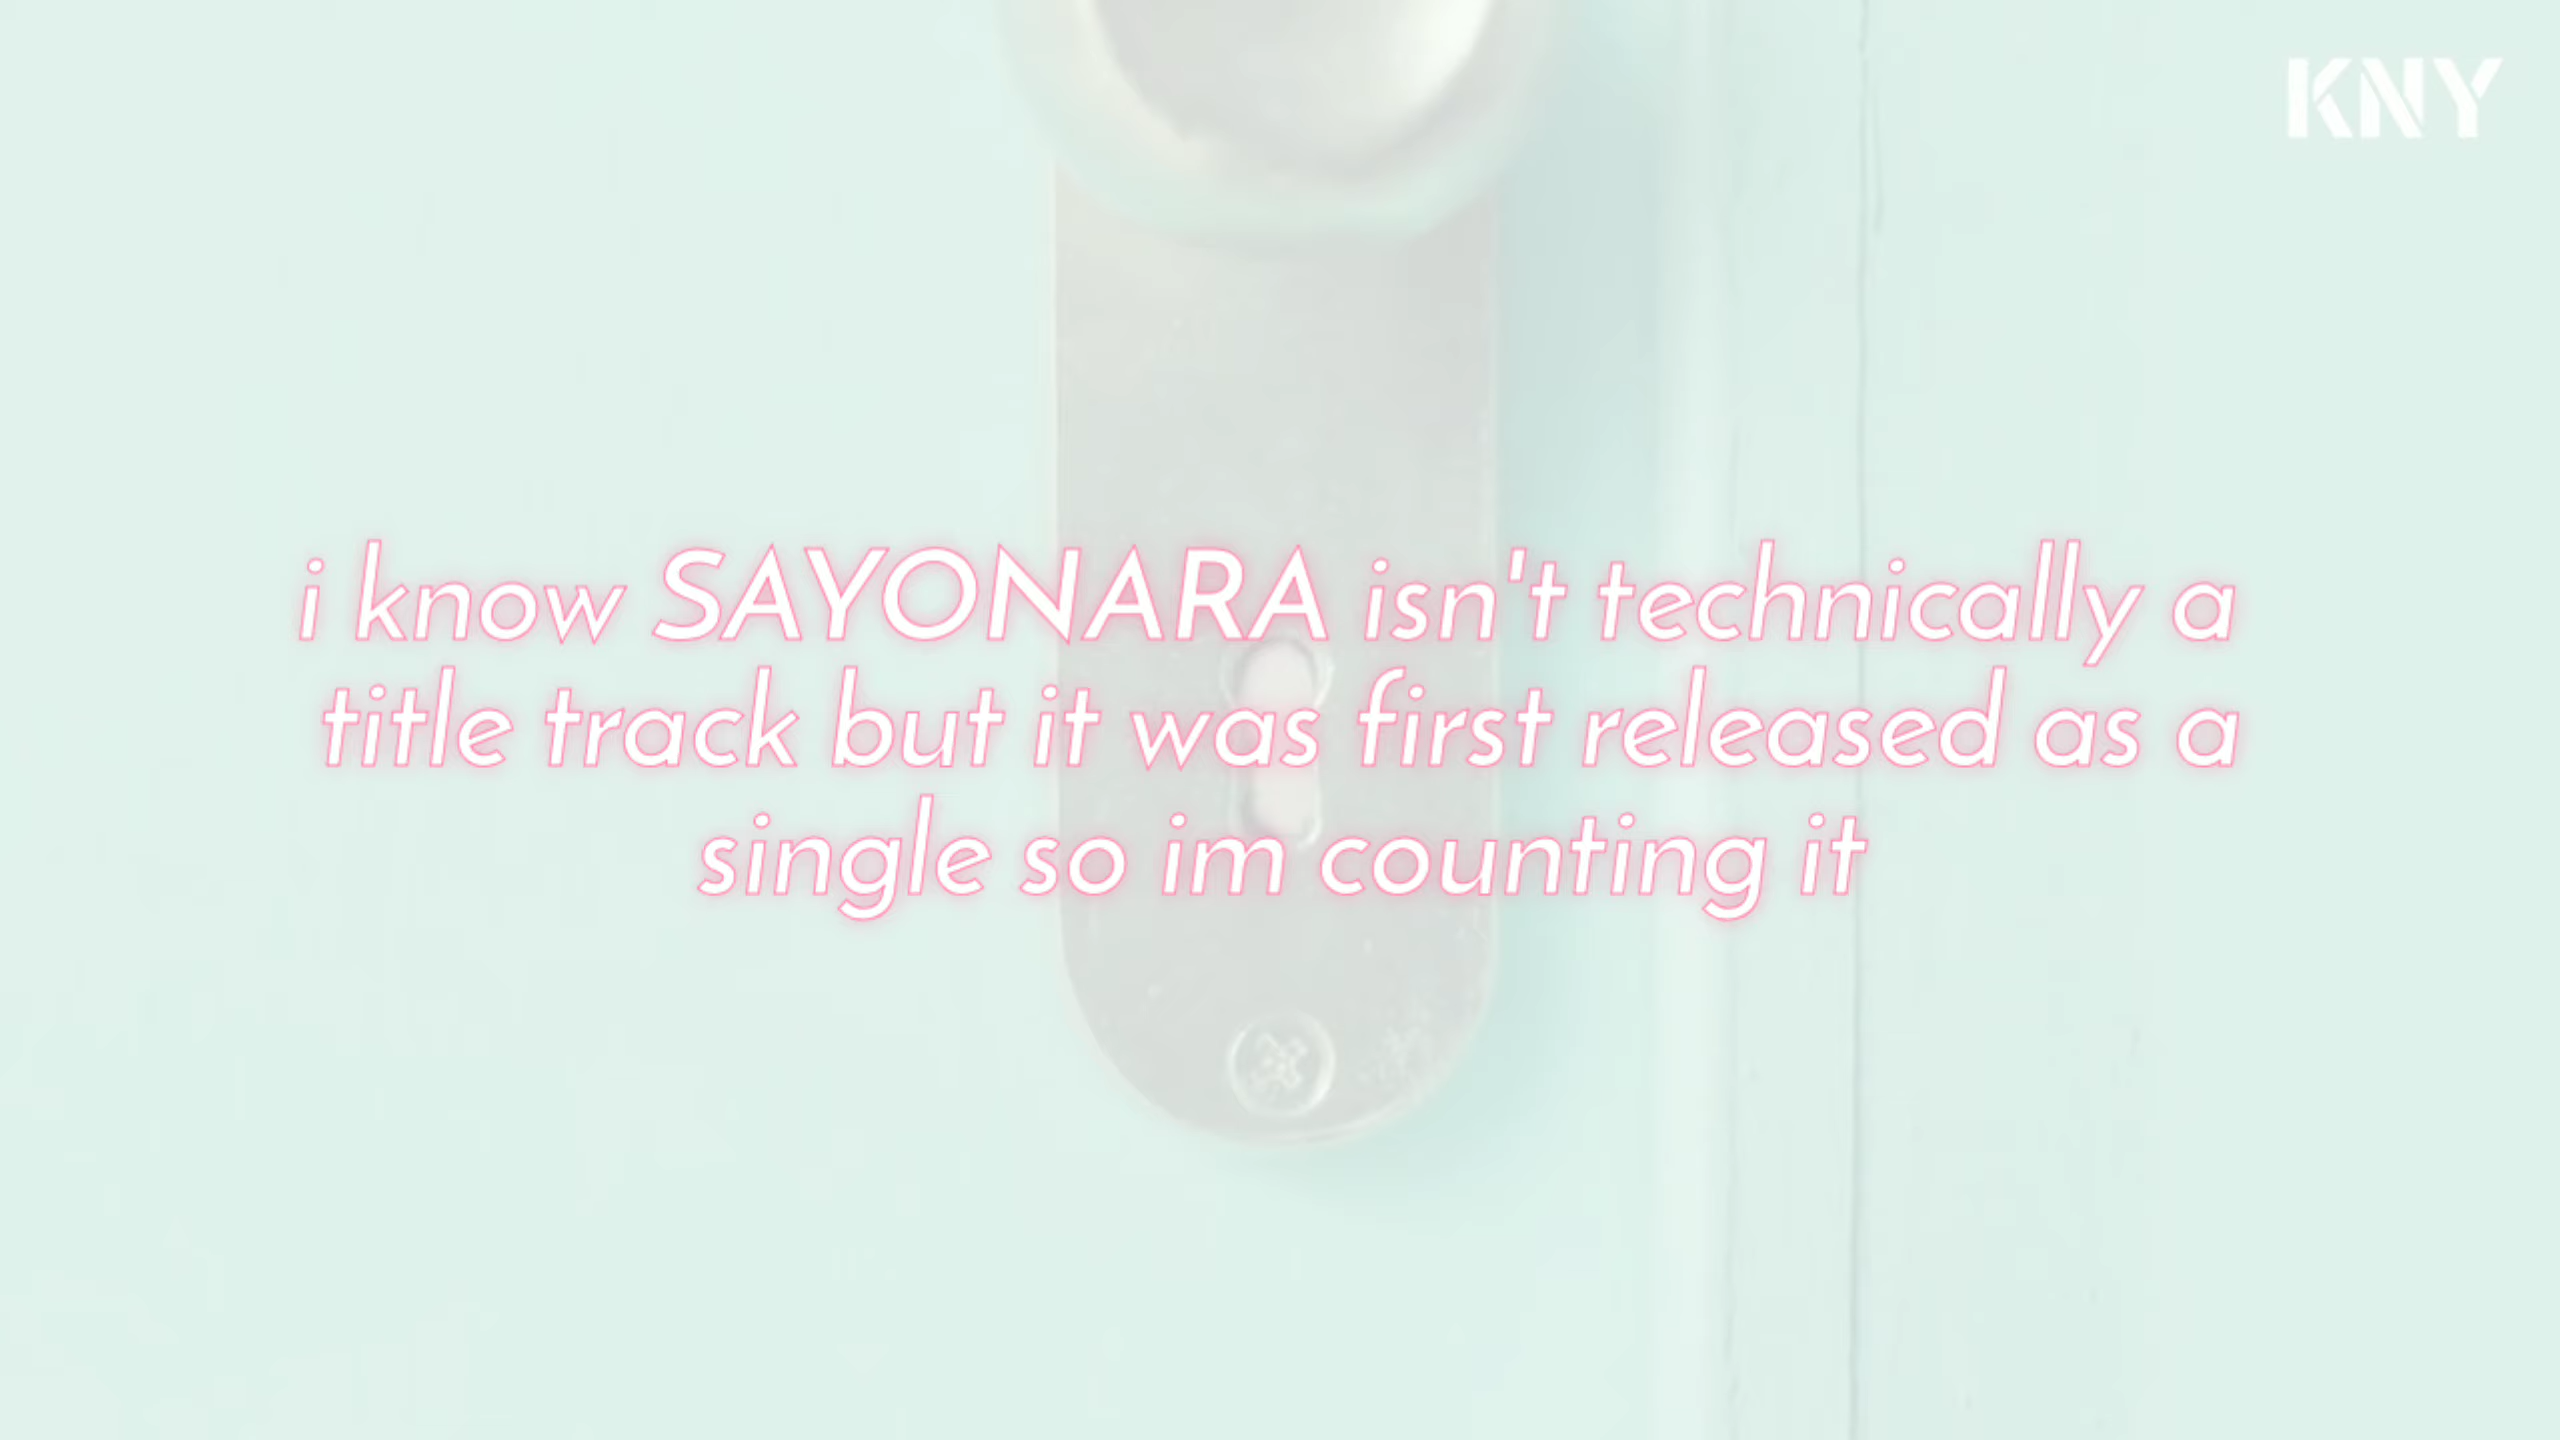 KNY
i know SAYONARA isn't technically a
title track but it was first released as a
single so im counting it